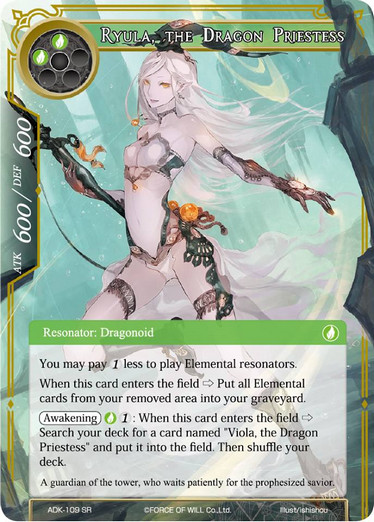 Ryula, the Dragon Priestess
ATK 600 / DEF 600
Resonator: Dragonoid
You may pay 1 less to play Elemental resonators.
When this card enters the field ⇨ Put all Elemental
cards from your removed area into your graveyard.
Awakening 1 : When this card enters the field ⇨
Search your deck for a card named "Viola, the Dragon
Priestess" and put it into the field. Then shuffle your
deck.
A guardian of the tower, who waits patiently for the prophesized savior.
ADK-109 SR ©FORCE OF WILL Co.,Ltd. Illust/ishishou